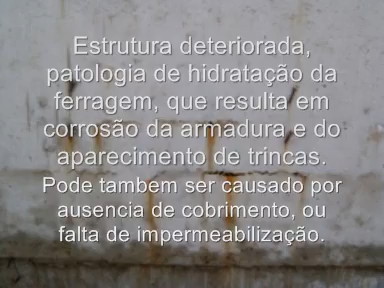 Estrutura deteriorada,
patologia de hidratação da
ferragem, que resulta em
corrosão da armadura e do
aparecimento de trincas.
Pode tambem ser causado por
ausencia de cobrimento, ou
falta de impermeabilização.